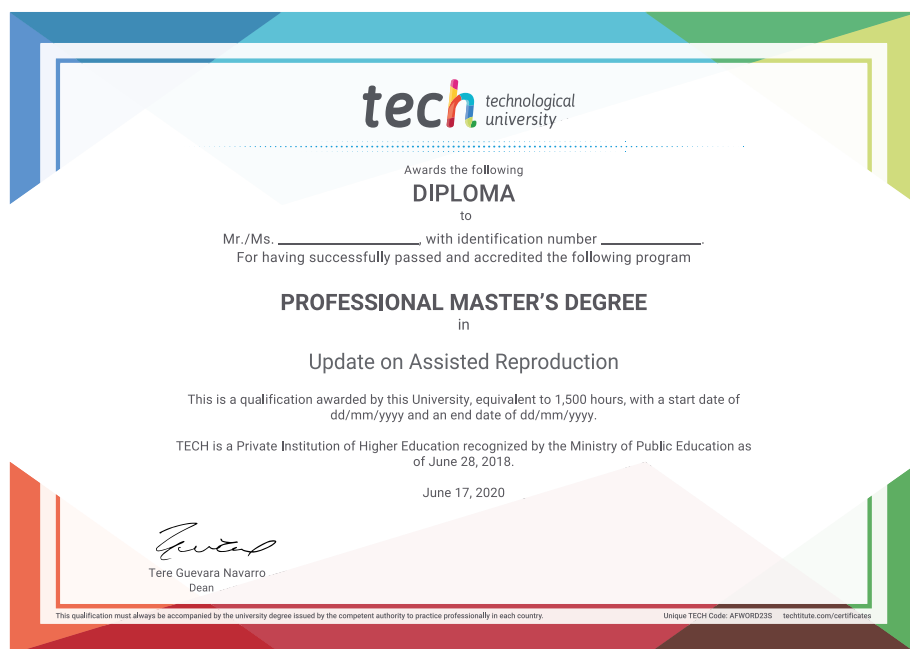 tech technological
university
Awards the following
DIPLOMA
to
Mr./Ms. ____________________, with identification number ______________.
For having successfully passed and accredited the following program
PROFESSIONAL MASTER'S DEGREE
in
Update on Assisted Reproduction
This is a qualification awarded by this University, equivalent to 1,500 hours, with a start date of
dd/mm/yyyy and an end date of dd/mm/yyyy.
TECH is a Private Institution of Higher Education recognized by the Ministry of Public Education as
of June 28, 2018.
June 17, 2020
Tere Guevara Navarro
Dean
This qualification must always be accompanied by the university degree issued by the competent authority to practice professionally in each country.
Unique TECH Code: AFWORD23S techtitute.com/certificates